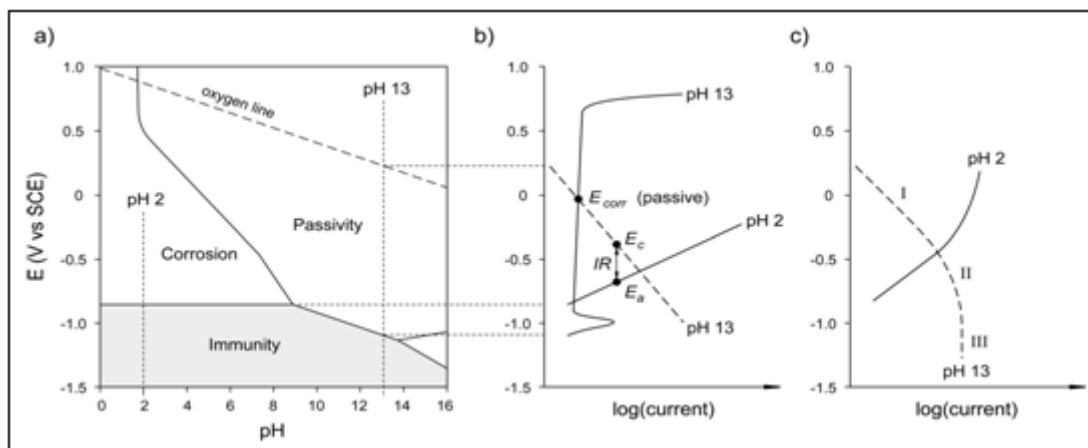 a)
1.0
0.5
0
-0.5
-1.0
-1.5
E (V vs SCE)
oxygen line
pH 13
pH 2
Passivity
Corrosion
Immunity
0 2 4 6 8 10 12 14 16
pH
b)
1.0
0.5
0
-0.5
-1.0
-1.5
pH 13
E corr (passive)
pH 2
E c
IR
E a
pH 13
log(current)
c)
1.0
0.5
0
-0.5
-1.0
-1.5
pH 2
I
II
III
pH 13
log(current)